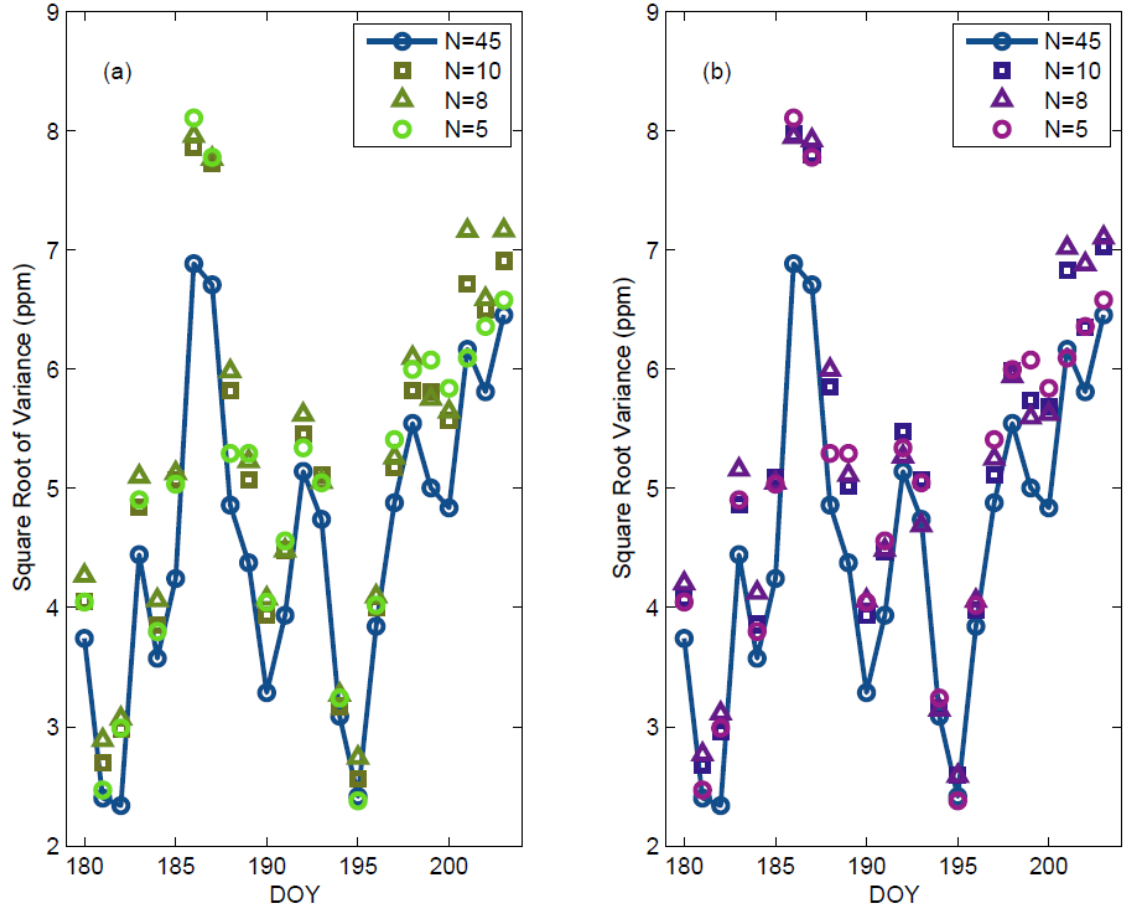 9
8
7
6
5
4
3
2
Square Root of Variance (ppm)
(a)
N=45
N=10
N=8
N=5
180
185
190
195
200
DOY
9
8
7
6
5
4
3
2
Square Root Variance (ppm)
(b)
N=45
N=10
N=8
N=5
180
185
190
195
200
DOY